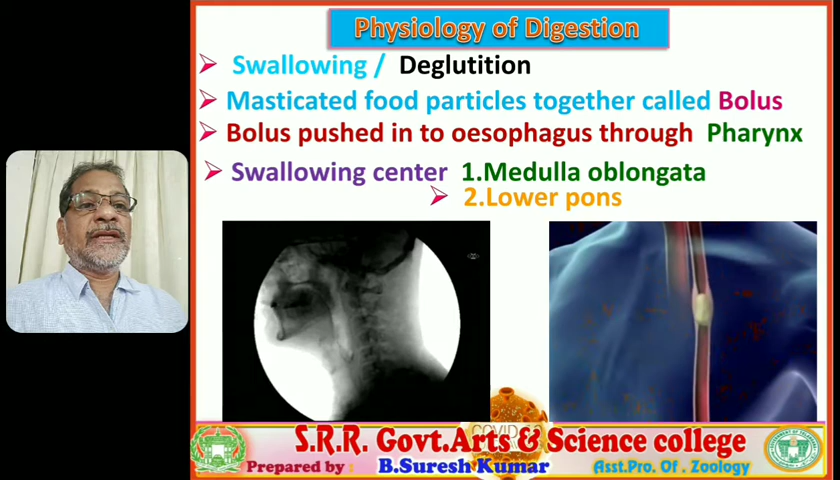 Physiology of Digestion
Swallowing / Deglutition
Masticated food particles together called Bolus
Bolus pushed in to oesophagus through Pharynx
Swallowing center 1.Medulla oblongata
2.Lower pons
S.R.R. Govt.Arts & Science college
Prepared by : B.Suresh Kumar Asst.Pro. Of . Zoology